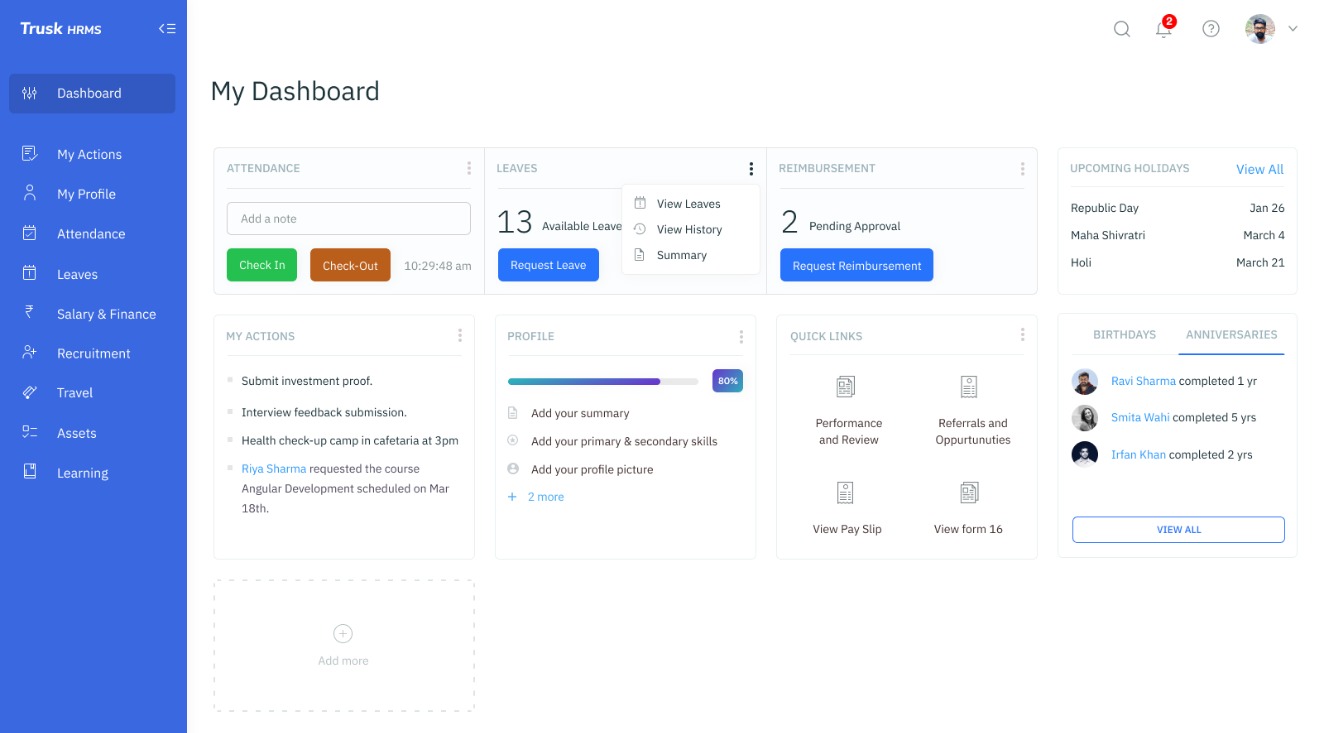 Trusk HRMS
2
Dashboard
My Actions
My Profile
Attendance
Leaves
Salary & Finance
Recruitment
Travel
Assets
Learning
My Dashboard
ATTENDANCE
Add a note
Check In
Check-Out
10:29:48 am
LEAVES
13 Available Leave
Request Leave
View Leaves
View History
Summary
REIMBURSEMENT
2 Pending Approval
Request Reimbursement
UPCOMING HOLIDAYS View All
Republic Day Jan 26
Maha Shivratri March 4
Holi March 21
MY ACTIONS
Submit investment proof.
Interview feedback submission.
Health check-up camp in cafetaria at 3pm
Riya Sharma requested the course
Angular Development scheduled on Mar
18th.
PROFILE
80%
Add your summary
Add your primary & secondary skills
Add your profile picture
+ 2 more
QUICK LINKS
Performance
and Review
Referrals and
Oppurtunuties
View Pay Slip
View form 16
BIRTHDAYS ANNIVERSARIES
Ravi Sharma completed 1 yr
Smita Wahi completed 5 yrs
Irfan Khan completed 2 yrs
VIEW ALL
Add more